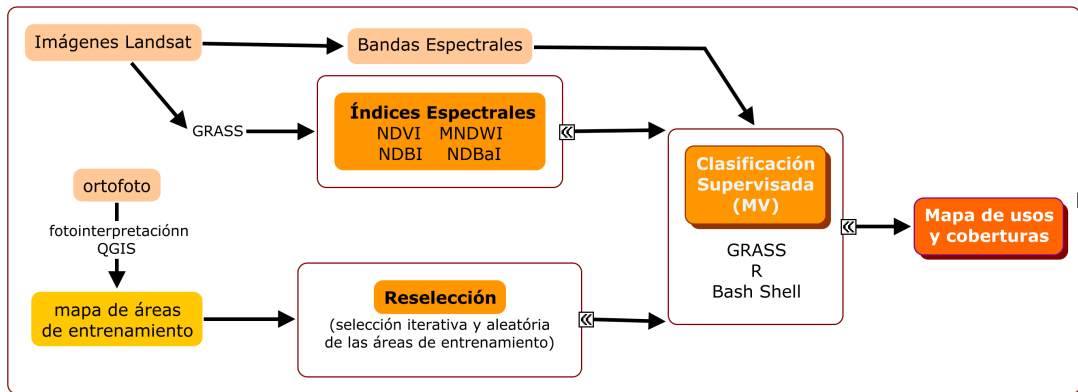 Imágenes Landsat
Bandas Espectrales
GRASS
Índices Espectrales
NDVI MNDWI
NDBI NDBaI
ortofoto
fotointerpretaciónn
QGIS
mapa de áreas
de entrenamiento
Reselección
(selección iterativa y aleatória
de las áreas de entrenamiento)
Clasificación
Supervisada
(MV)
GRASS
R
Bash Shell
Mapa de usos
y coberturas